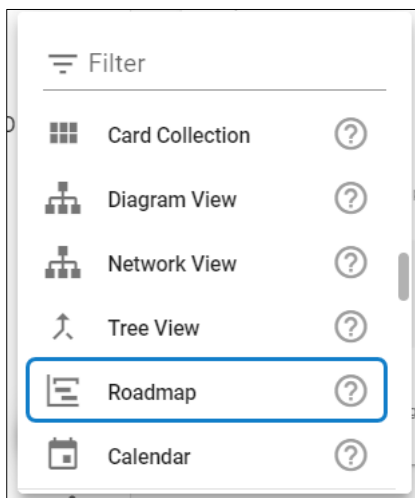 Filter
Card Collection
Diagram View
Network View
Tree View
Roadmap
Calendar